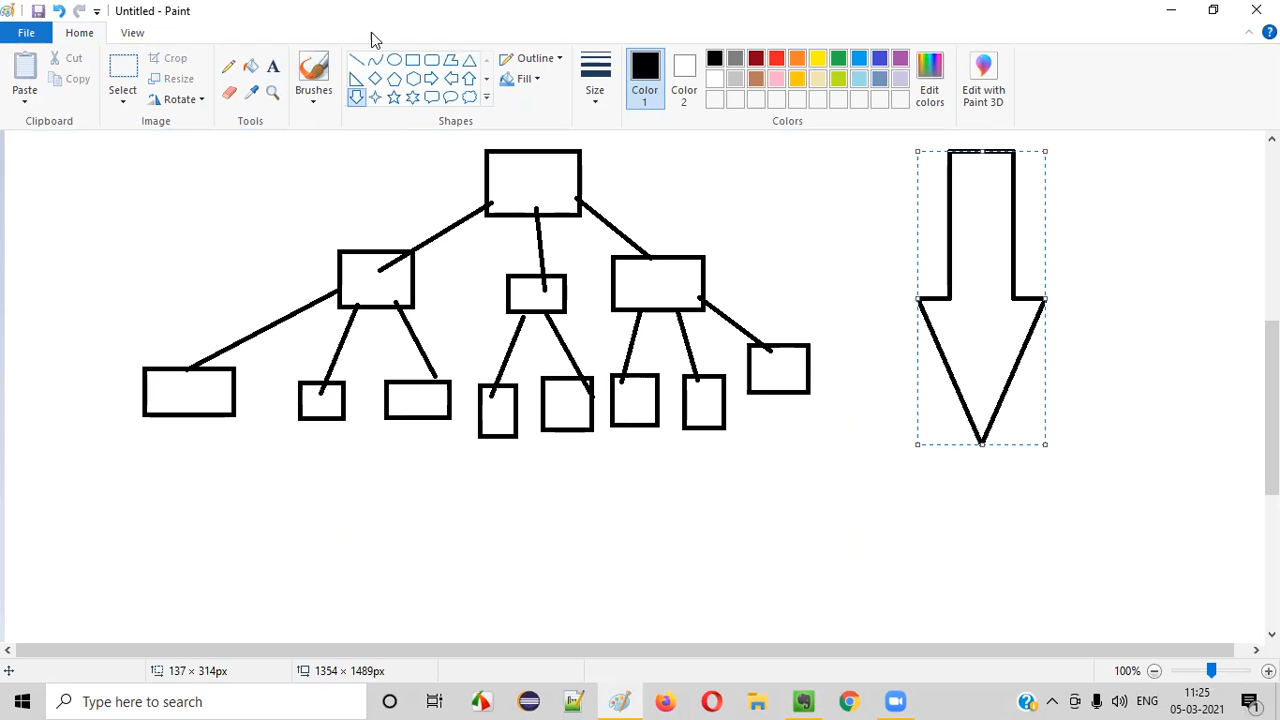 Untitled - Paint
File
Home
View
Paste
Cut
Copy
Clipboard
Select
Crop
Resize
Rotate
Image
A
Tools
Brushes
Outline
Fill
Shapes
Size
Color
1
Color
2
Colors
Edit
colors
Edit with
Paint 3D
137 × 314px
1354 × 1489px
100%
Type here to search
ENG
11:25
05-03-2021
1